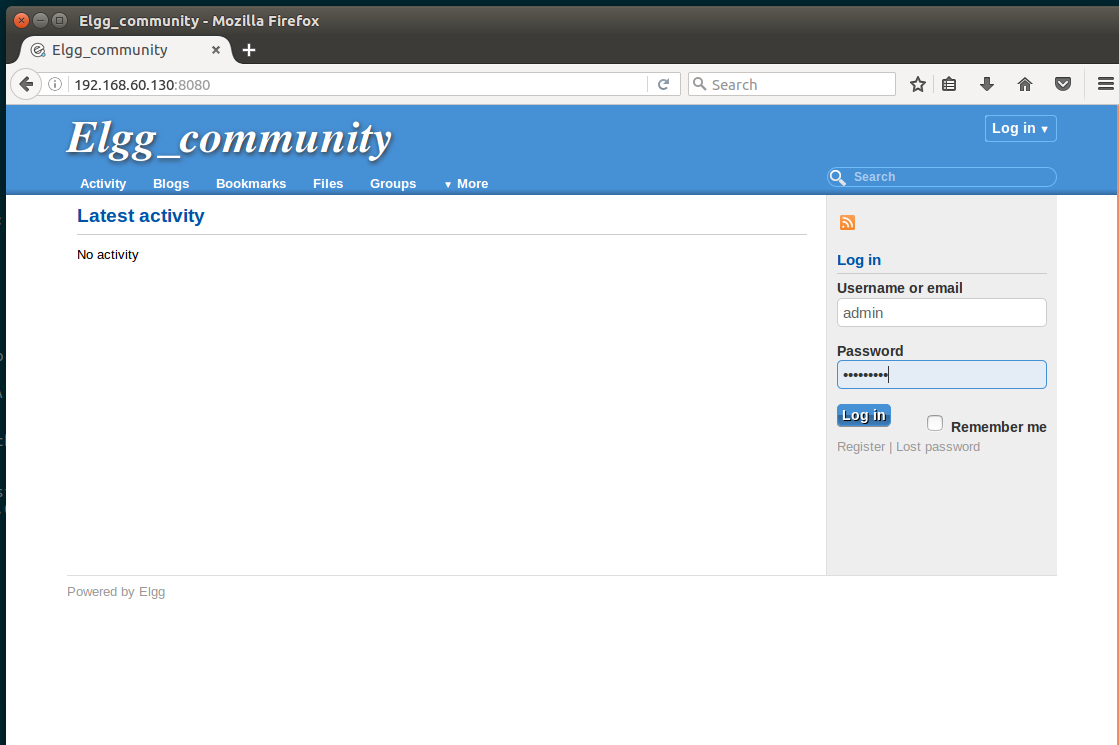 Elgg_community - Mozilla Firefox
Elgg_community
192.168.60.130:8080
Search
Elgg_community
Log in ▼
Activity Blogs Bookmarks Files Groups ▼ More
Search
Latest activity
No activity
Log in
Username or email
admin
Password
•••••••••
Log in
Remember me
Register | Lost password
Powered by Elgg